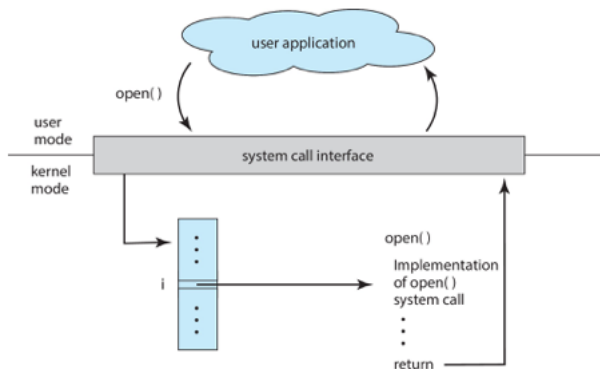 user application
open( )
user
mode
system call interface
kernel
mode
open( )
i
Implementation
of open( )
system call
return